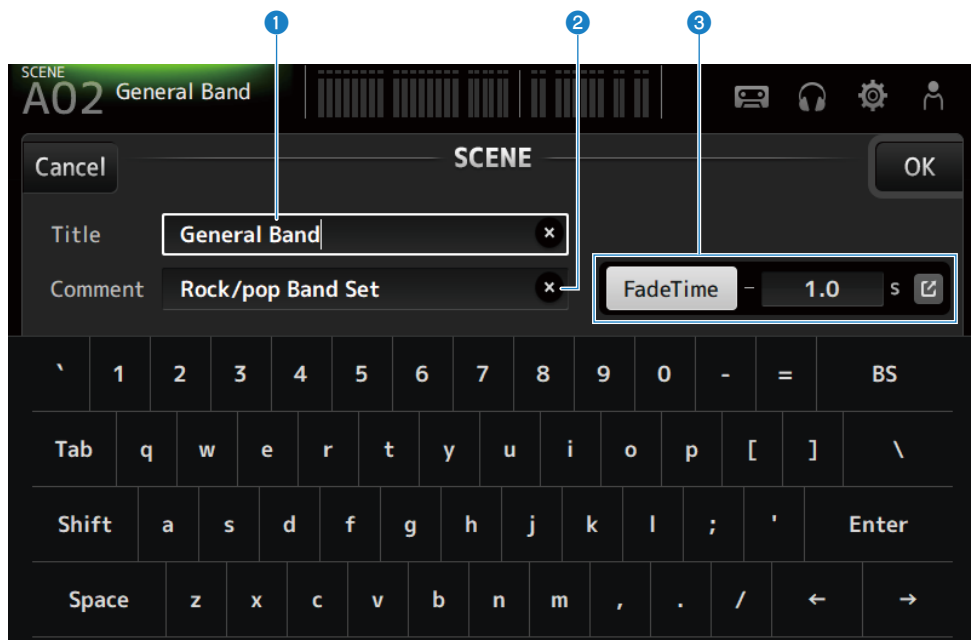 1 2 3
SCENE
A02 General Band
Cancel SCENE OK
Title General Band
Comment Rock/pop Band Set FadeTime - 1.0 s
` 1 2 3 4 5 6 7 8 9 0 - = BS
Tab q w e r t y u i o p [ ] \
Shift a s d f g h j k l ; ' Enter
Space z x c v b n m , . / ← →